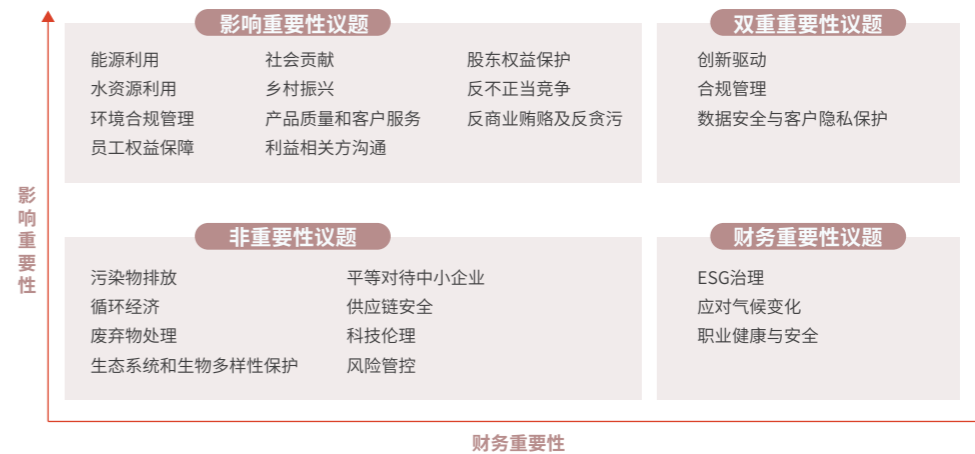 影响重要性议题
能源利用
水资源利用
环境合规管理
员工权益保障
社会贡献
乡村振兴
产品质量和客户服务
利益相关方沟通
股东权益保护
反不正当竞争
反商业贿赂及反贪污
双重重要性议题
创新驱动
合规管理
数据安全与客户隐私保护
影响重要性
非重要性议题
污染物排放
循环经济
废弃物处理
生态系统和生物多样性保护
平等对待中小企业
供应链安全
科技伦理
风险管控
财务重要性议题
ESG治理
应对气候变化
职业健康与安全
财务重要性